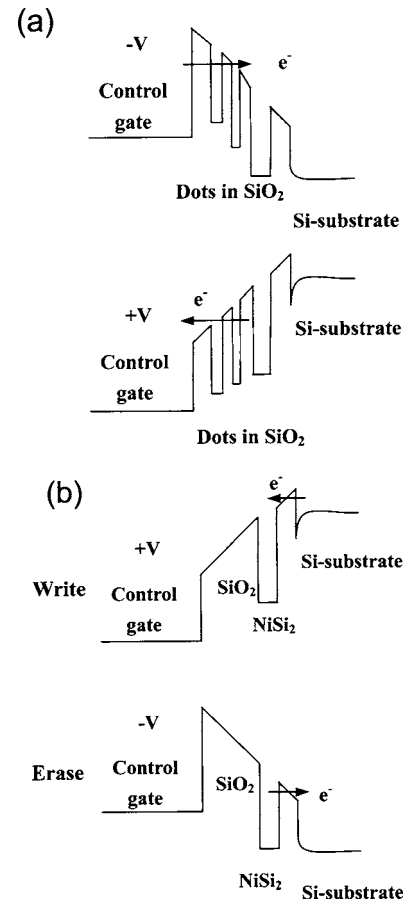 (a)
-V
e-
Control
gate
Dots in SiO2
Si-substrate
e-
+V
Si-substrate
Control
gate
Dots in SiO2
(b)
e-
+V
Si-substrate
Write
Control
SiO2
gate
NiSi2
-V
Erase
Control
SiO2
e-
gate
NiSi2
Si-substrate